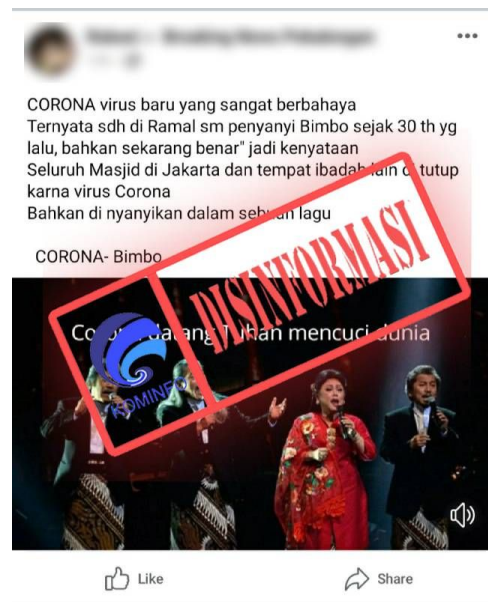 CORONA virus baru yang sangat berbahaya
Ternyata sdh di Ramal sm penyanyi Bimbo sejak 30 th yg
lalu, bahkan sekarang benar" jadi kenyataan
Seluruh Masjid di Jakarta dan tempat ibadah lain di tutup
karna virus Corona
Bahkan di nyanyikan dalam sebuah lagu
CORONA- Bimbo
DISINFORMASI
Corona datang Tuhan mencuci dunia
KOMINFO
Like
Share